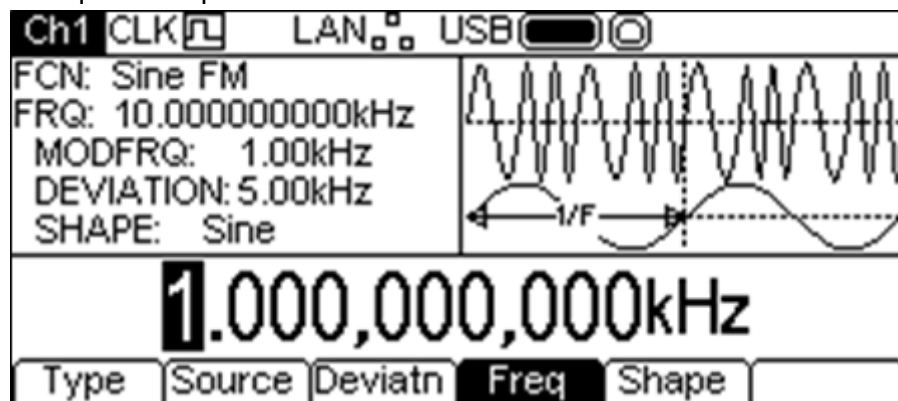 Ch1 CLK LAN USB
FCN: Sine FM
FRQ: 10.000000000kHz
MODFRQ: 1.00kHz
DEVIATION: 5.00kHz
SHAPE: Sine
1/F
1.000,000,000kHz
Type Source Deviatn Freq Shape